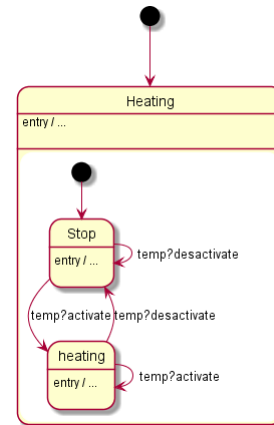 Heating
entry / ...
Stop
entry / ...
temp?desactivate
temp?activate
temp?desactivate
heating
entry / ...
temp?activate